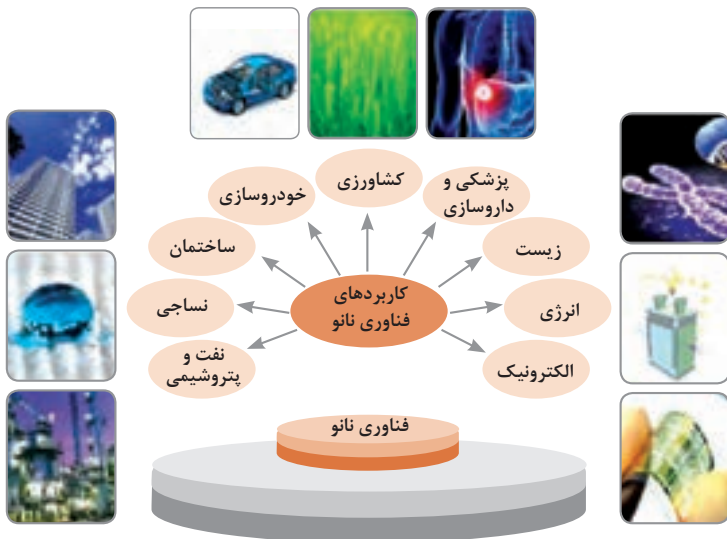 کشاورزی
پزشکی و
داروسازی
خودروسازی
زیست
ساختمان
انرژی
نساجی
الکترونیک
نفت و
پتروشیمی
کاربردهای
فناوری نانو
فناوری نانو